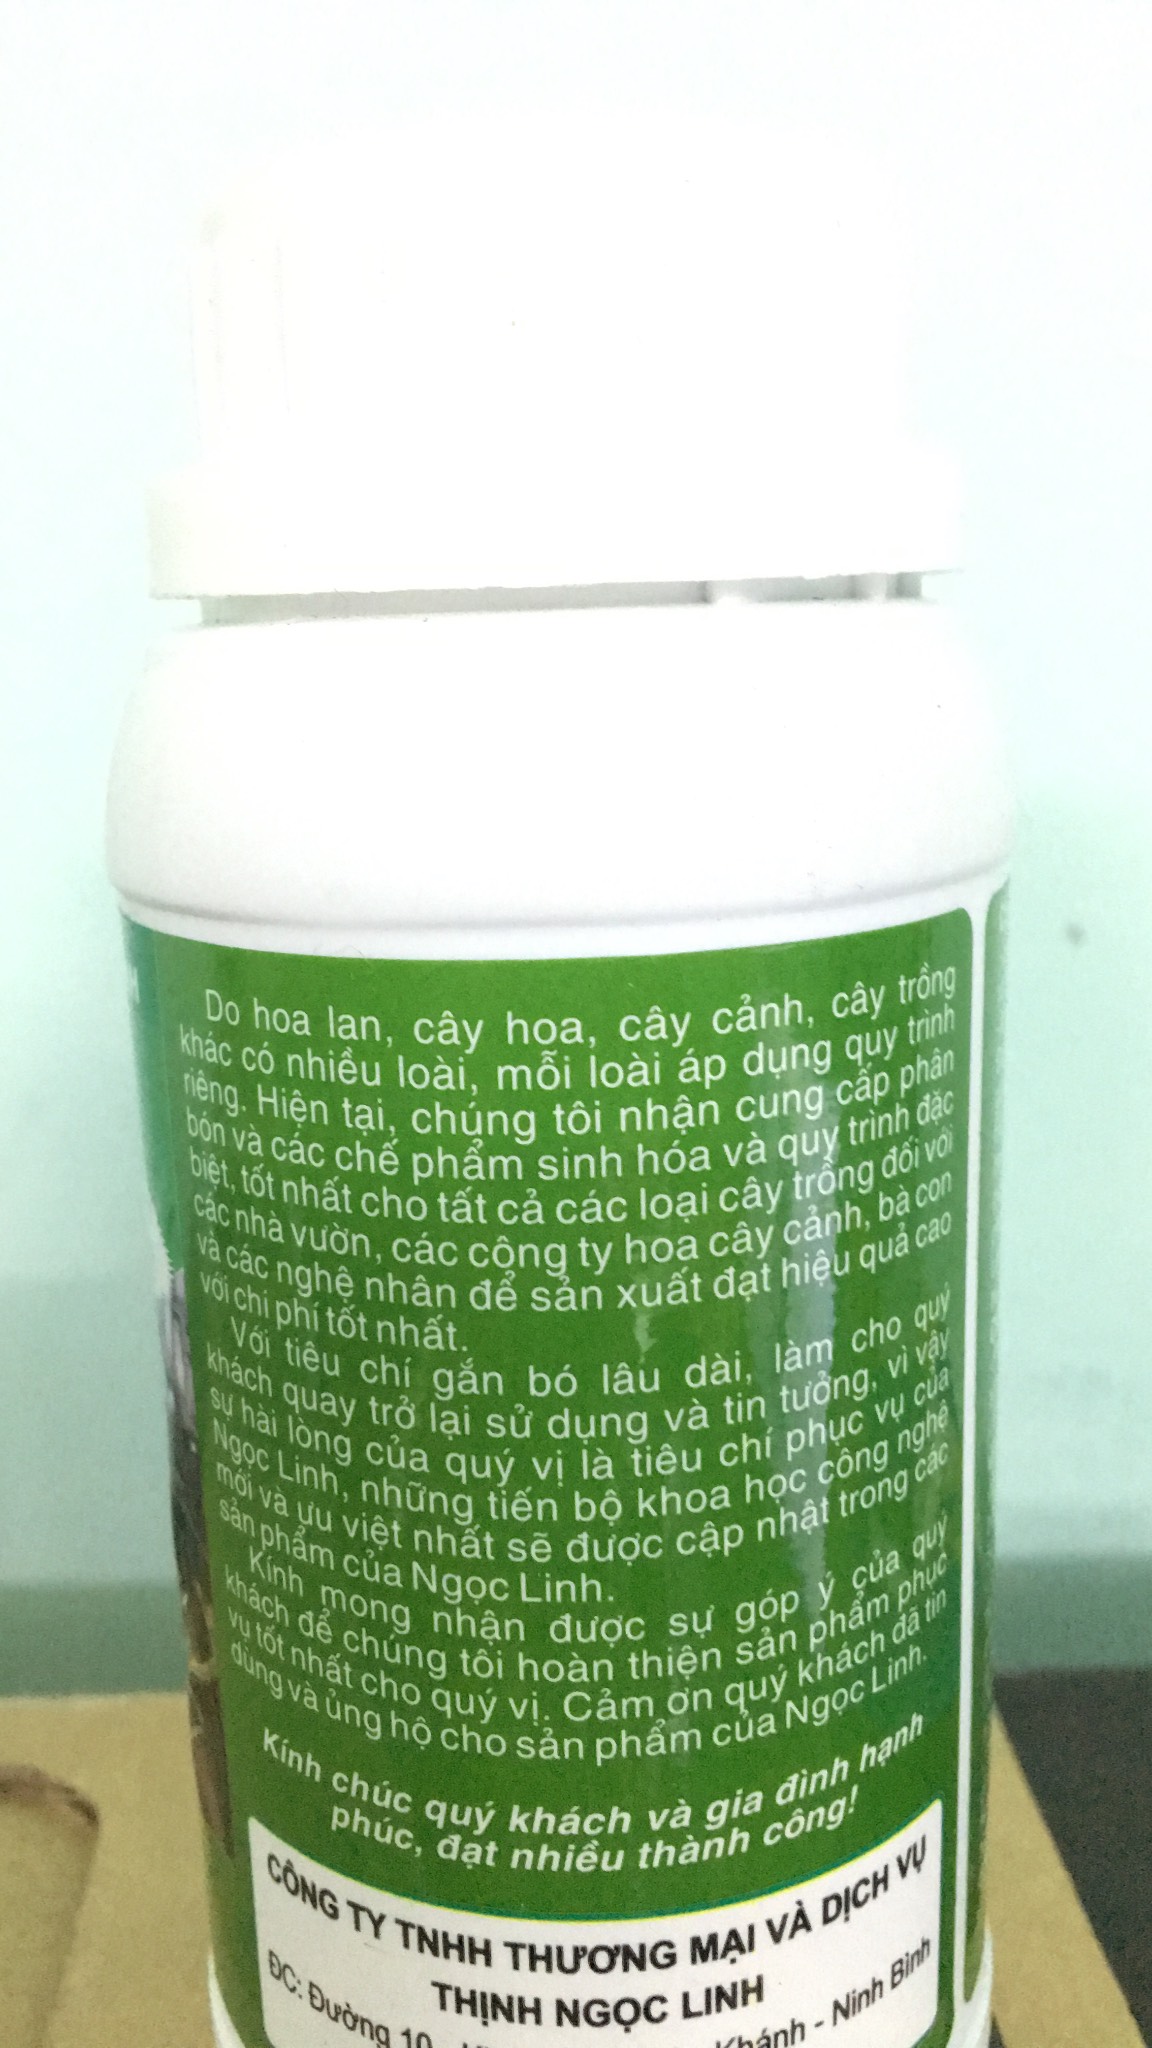 Do hoa lan, cây hoa, cây cảnh, cây trồng
khác có nhiều loài, mỗi loài áp dụng quy trình
riêng. Hiện tại, chúng tôi nhận cung cấp phân
bón và các chế phẩm sinh hóa và quy trình đặc
biệt, tốt nhất cho tất cả các loại cây trồng đối với
các nhà vườn, các công ty hoa cây cảnh, bà con
và các nghệ nhân để sản xuất đạt hiệu quả cao
với chi phí tốt nhất.
Với tiêu chí gắn bó lâu dài, làm cho quý
khách quay trở lại sử dụng và tin tưởng, vì vậy
sự hài lòng của quý vị là tiêu chí phục vụ của
Ngọc Linh, những tiến bộ khoa học công nghệ
mới và ưu việt nhất sẽ được cập nhật trong các
sản phẩm của Ngọc Linh.
Kính mong nhận được sự góp ý của quý
khách để chúng tôi hoàn thiện sản phẩm phục
vụ tốt nhất cho quý vị. Cảm ơn quý khách đã tin
dùng và ủng hộ cho sản phẩm của Ngọc Linh.
Kính chúc quý khách và gia đình hạnh
phúc, đạt nhiều thành công!
CÔNG TY TNHH THƯƠNG MẠI VÀ DỊCH VỤ
THỊNH NGỌC LINH
ĐC: Đường 10 - Khánh - Ninh Bình